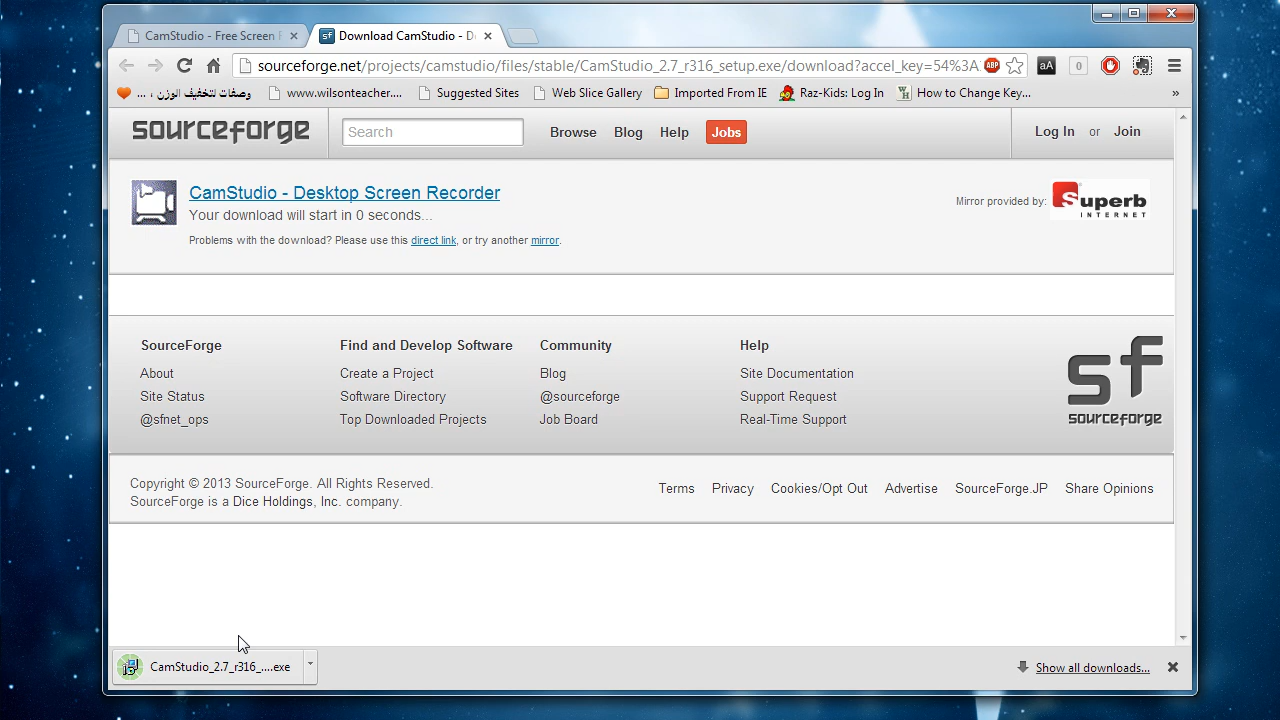 CamStudio - Free Screen
Download CamStudio - D
sourceforge.net/projects/camstudio/files/stable/CamStudio_2.7_r316_setup.exe/download?accel_key=54%3A
ABP
aA
0
وصفات لتخفيف الوزن ، ...
www.wilsonteacher....
Suggested Sites
Web Slice Gallery
Imported From IE
Raz-Kids: Log In
How to Change Key...
»
sourceforge
Search
Browse
Blog
Help
Jobs
Log In or Join
CamStudio - Desktop Screen Recorder
Your download will start in 0 seconds...
Problems with the download? Please use this direct link, or try another mirror.
Mirror provided by:
Superb
INTERNET
SourceForge
About
Site Status
@sfnet_ops
Find and Develop Software
Create a Project
Software Directory
Top Downloaded Projects
Community
Blog
@sourceforge
Job Board
Help
Site Documentation
Support Request
Real-Time Support
sf
sourceforge
Copyright © 2013 SourceForge. All Rights Reserved.
SourceForge is a Dice Holdings, Inc. company.
Terms
Privacy
Cookies/Opt Out
Advertise
SourceForge.JP
Share Opinions
CamStudio_2.7_r316_....exe
Show all downloads...